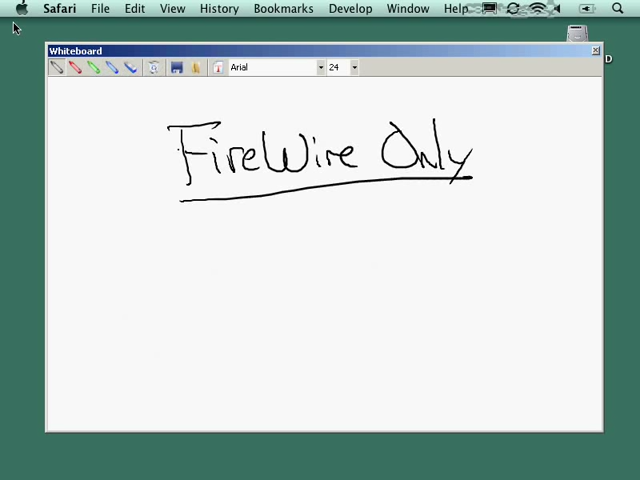 Safari File Edit View History Bookmarks Develop Window Help
D
Whiteboard
Arial 24
FireWire Only